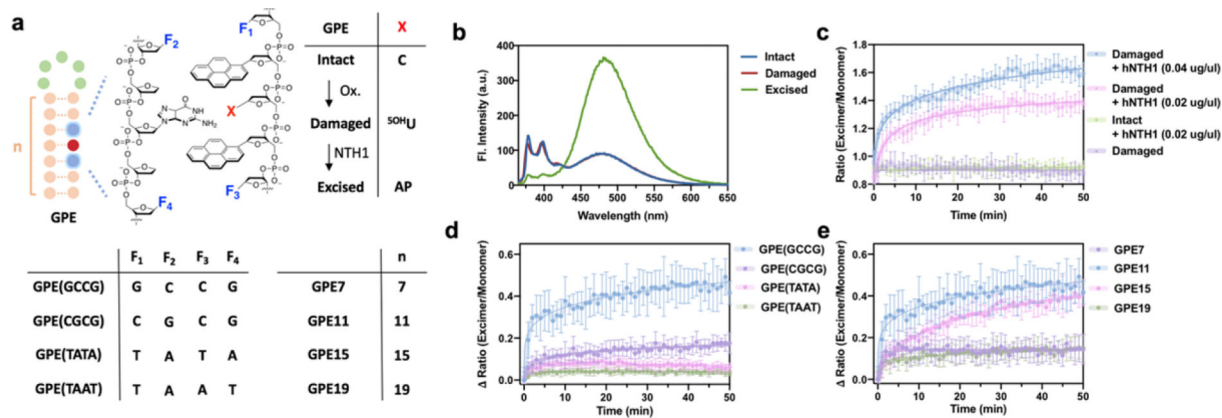 a
GPE X
Intact C
Ox.
Damaged 5OHU
NTH1
Excised AP
F2
F1
F4
F3
n
GPE
X
O
NH
N
N
N
NH2
F1 F2 F3 F4
GPE(GCCG) G C C G
GPE(CGCG) C G C G
GPE(TATA) T A T A
GPE(TAAT) T A A T
n
GPE7 7
GPE11 11
GPE15 15
GPE19 19
b
Fl. Intensity (a.u.)
400
300
200
100
0
400 450 500 550 600 650
Wavelength (nm)
Intact
Damaged
Excised
c
Ratio (Excimer/Monomer)
1.8
1.6
1.4
1.2
1.0
0.8
0 10 20 30 40 50
Time (min)
Damaged
+ hNTH1 (0.04 ug/ul)
Damaged
+ hNTH1 (0.02 ug/ul)
Intact
+ hNTH1 (0.02 ug/ul)
Damaged
d
Δ Ratio (Excimer/Monomer)
0.6
0.4
0.2
0.0
0 10 20 30 40 50
Time (min)
GPE(GCCG)
GPE(CGCG)
GPE(TATA)
GPE(TAAT)
e
Δ Ratio (Excimer/Monomer)
0.6
0.4
0.2
0.0
0 10 20 30 40 50
Time (min)
GPE7
GPE11
GPE15
GPE19